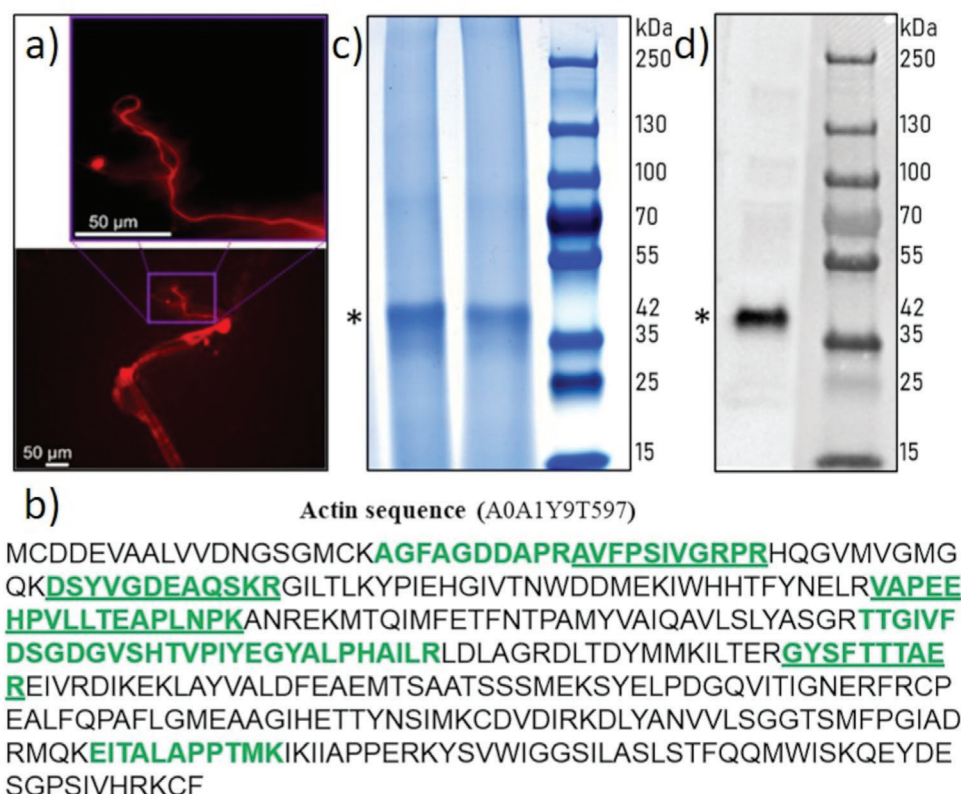 a)
50 µm
50 µm
c)
kDa
250
130
100
70
55
42
35
25
15
*
d)
kDa
250
130
100
70
55
42
35
25
15
*
b)
Actin sequence (A0A1Y9T597)
MCDDEVAALVVDNGSGMCKAGFAGDDAPRAVFPSIVGRPRHQGVMVGMG
QKDSYVGDEAQSKRGILTLKYPIEHGIVTNWDDMEKIWHHTFYNELRVAPEE
HPVLLTEAPLNPKANREKMTQIMFETFNTPAMYVAIQAVLSLYASGRTTGIVF
DSGDGVSHTVPIYEGYALPHAILRLDLAGRDLTDYMMKILTERGYSFTTTAE
REIVRDIKEKLAYVALDFEAEMTSAATSSSMEKSYELPDGQVITIGNERFRCP
EALFQPAFLGMEAAGIHETTYNSIMKCDVDIRKDLYANVVLSGGTSMFPGIAD
RMQKEITALAPPTMKIKIIAPPERKYSVWIGGSILASLSTFQQMWISKQEYDE
SGPSIVHRKCF